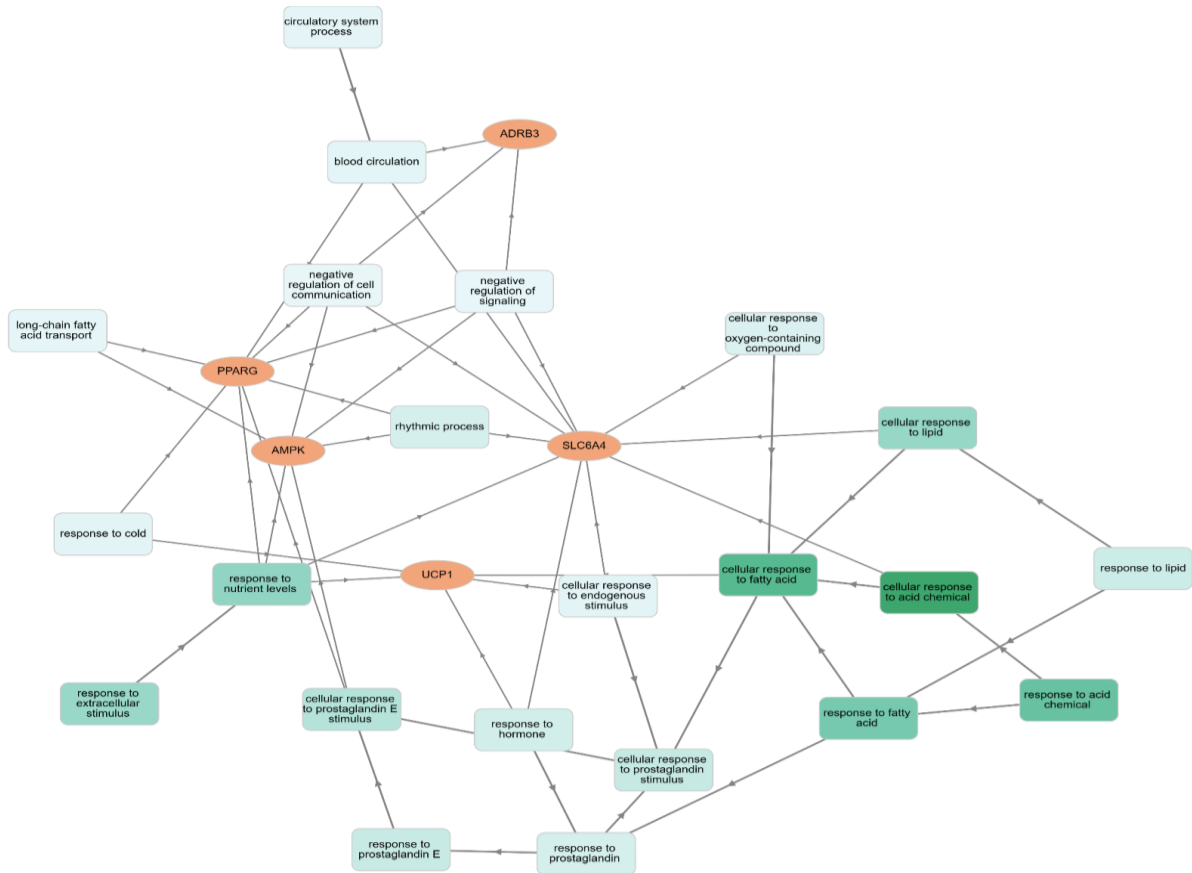 circulatory system
process
ADRB3
blood circulation
negative
regulation of cell
communication
negative
regulation of
signaling
long-chain fatty
acid transport
cellular response
to
oxygen-containing
compound
PPARG
rhythmic process
cellular response
to lipid
AMPK
SLC6A4
response to cold
response to
nutrient levels
UCP1
cellular response
to endogenous
stimulus
cellular response
to fatty acid
cellular response
to acid chemical
response to lipid
response to
extracellular
stimulus
cellular response
to prostaglandin E
stimulus
response to
hormone
cellular response
to prostaglandin
stimulus
response to fatty
acid
response to acid
chemical
response to
prostaglandin E
response to
prostaglandin